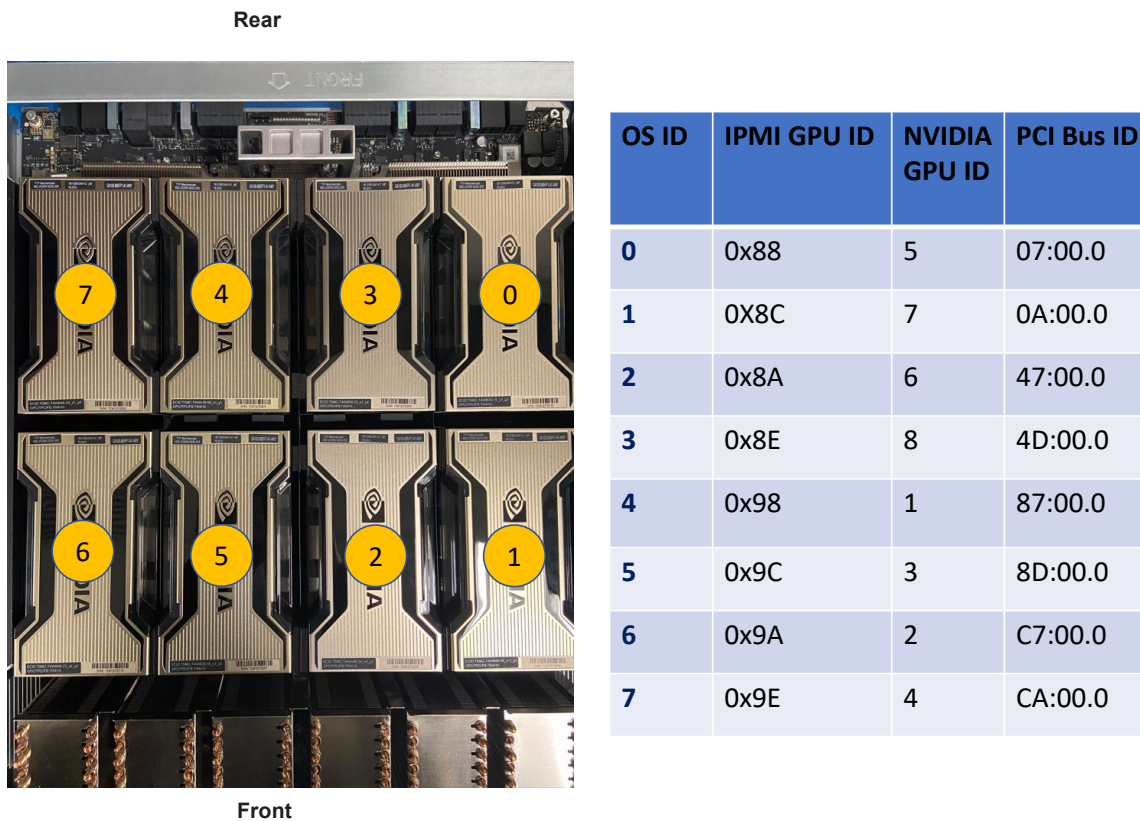 Rear
FRONT
7
4
3
0
6
5
2
1
Front
OS ID IPMI GPU ID NVIDIA GPU ID PCI Bus ID
0 0x88 5 07:00.0
1 0X8C 7 0A:00.0
2 0x8A 6 47:00.0
3 0x8E 8 4D:00.0
4 0x98 1 87:00.0
5 0x9C 3 8D:00.0
6 0x9A 2 C7:00.0
7 0x9E 4 CA:00.0